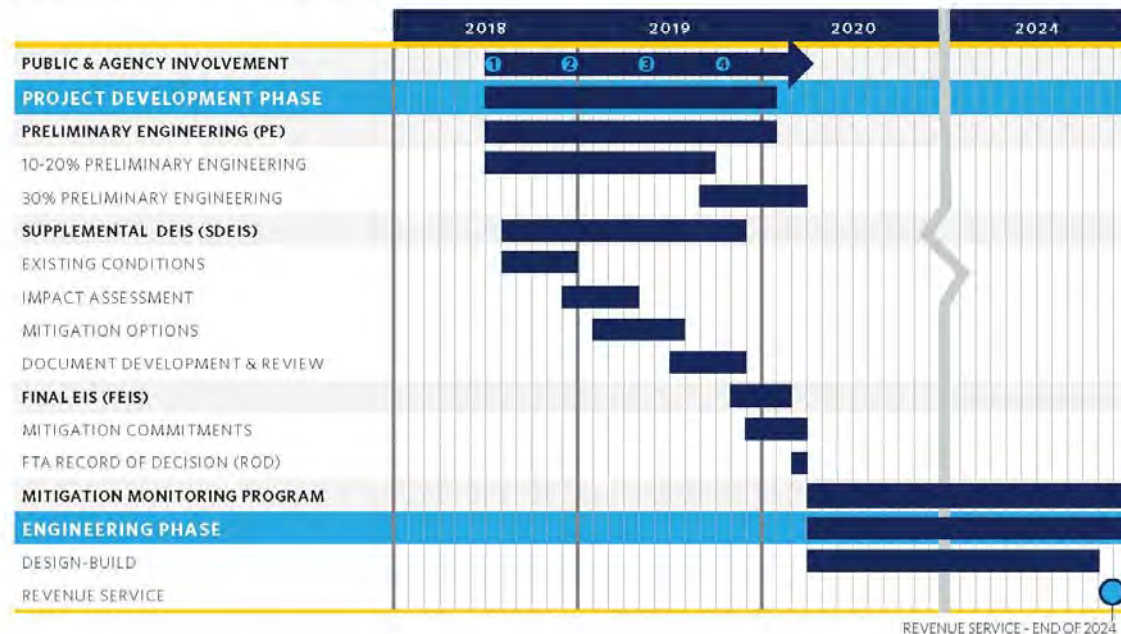 2018 2019 2020 2024
PUBLIC & AGENCY INVOLVEMENT 1 2 3 4
PROJECT DEVELOPMENT PHASE
PRELIMINARY ENGINEERING (PE)
10-20% PRELIMINARY ENGINEERING
30% PRELIMINARY ENGINEERING
SUPPLEMENTAL DEIS (SDEIS)
EXISTING CONDITIONS
IMPACT ASSESSMENT
MITIGATION OPTIONS
DOCUMENT DEVELOPMENT & REVIEW
FINAL EIS (FEIS)
MITIGATION COMMITMENTS
FTA RECORD OF DECISION (ROD)
MITIGATION MONITORING PROGRAM
ENGINEERING PHASE
DESIGN-BUILD
REVENUE SERVICE
REVENUE SERVICE - END OF 2024